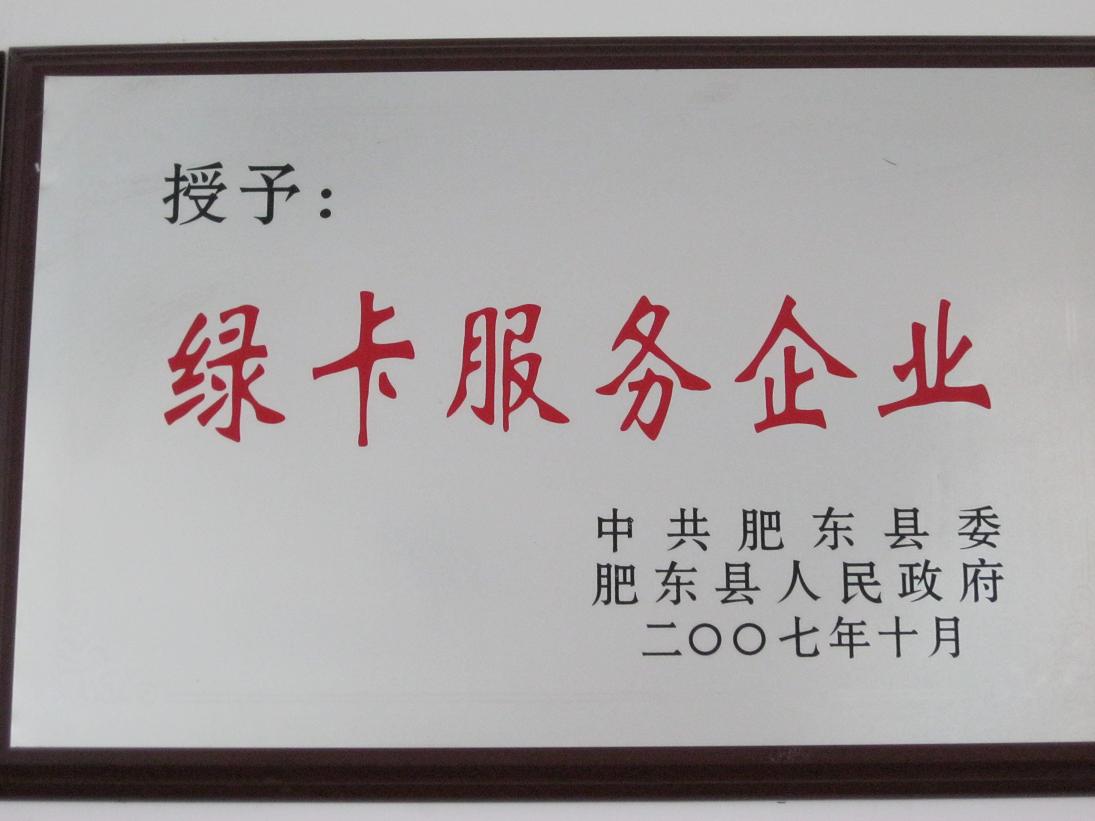 授予：
绿卡服务企业
中共肥东县委
肥东县人民政府
二〇〇七年十月